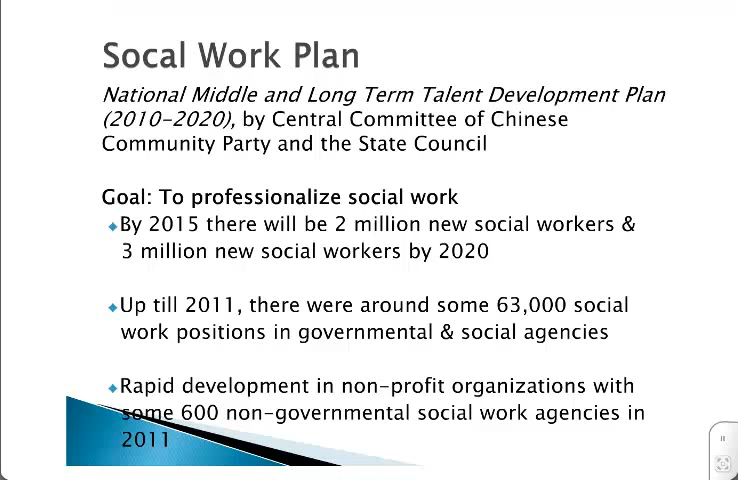 Socal Work Plan
National Middle and Long Term Talent Development Plan
(2010-2020), by Central Committee of Chinese
Community Party and the State Council
Goal: To professionalize social work
By 2015 there will be 2 million new social workers &
3 million new social workers by 2020
Up till 2011, there were around some 63,000 social
work positions in governmental & social agencies
Rapid development in non-profit organizations with
some 600 non-governmental social work agencies in
2011